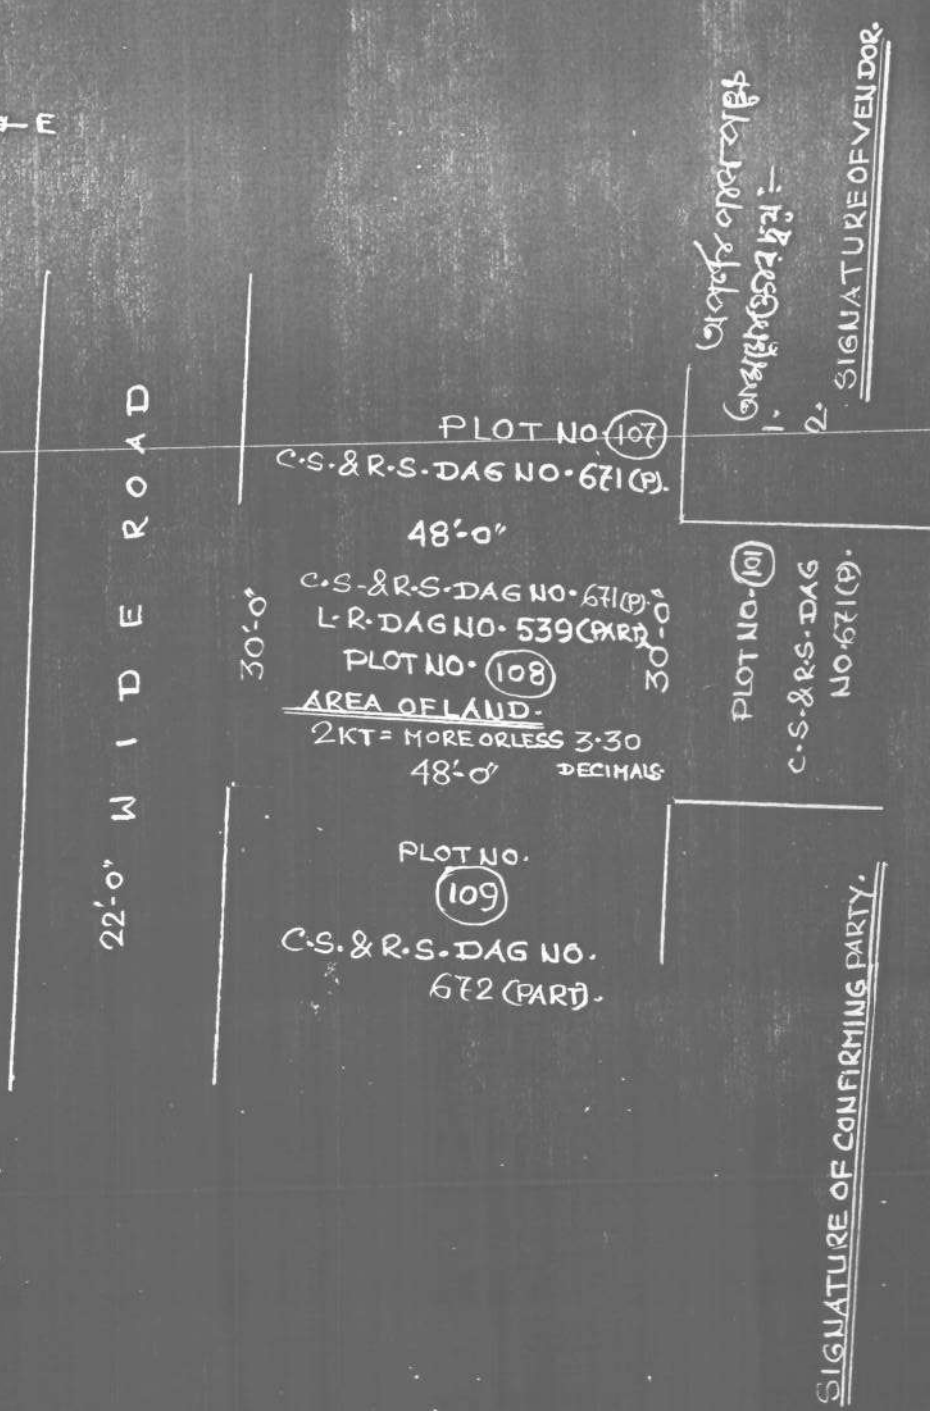 E
22'-0" WIDE ROAD
PLOT NO. 107
C.S. & R.S. DAG NO. 671(P).
48'-0"
30'-0"
C.S-& R.S-DAG NO. 671(P).
L-R-DAG NO. 539 (PART)
PLOT NO. 108
30'-0"
AREA OF LAND-
2KT = MORE OR LESS 3.30
DECIMALS
48'-0"
PLOT NO.
109
C.S. & R.S. DAG NO.
672 (PART).
PLOT NO. 101
C.S. & R.S. DAG
NO. 671(P).
1.
2.
SIGNATURE OF VENDOR.
SIGNATURE OF CONFIRMING PARTY.